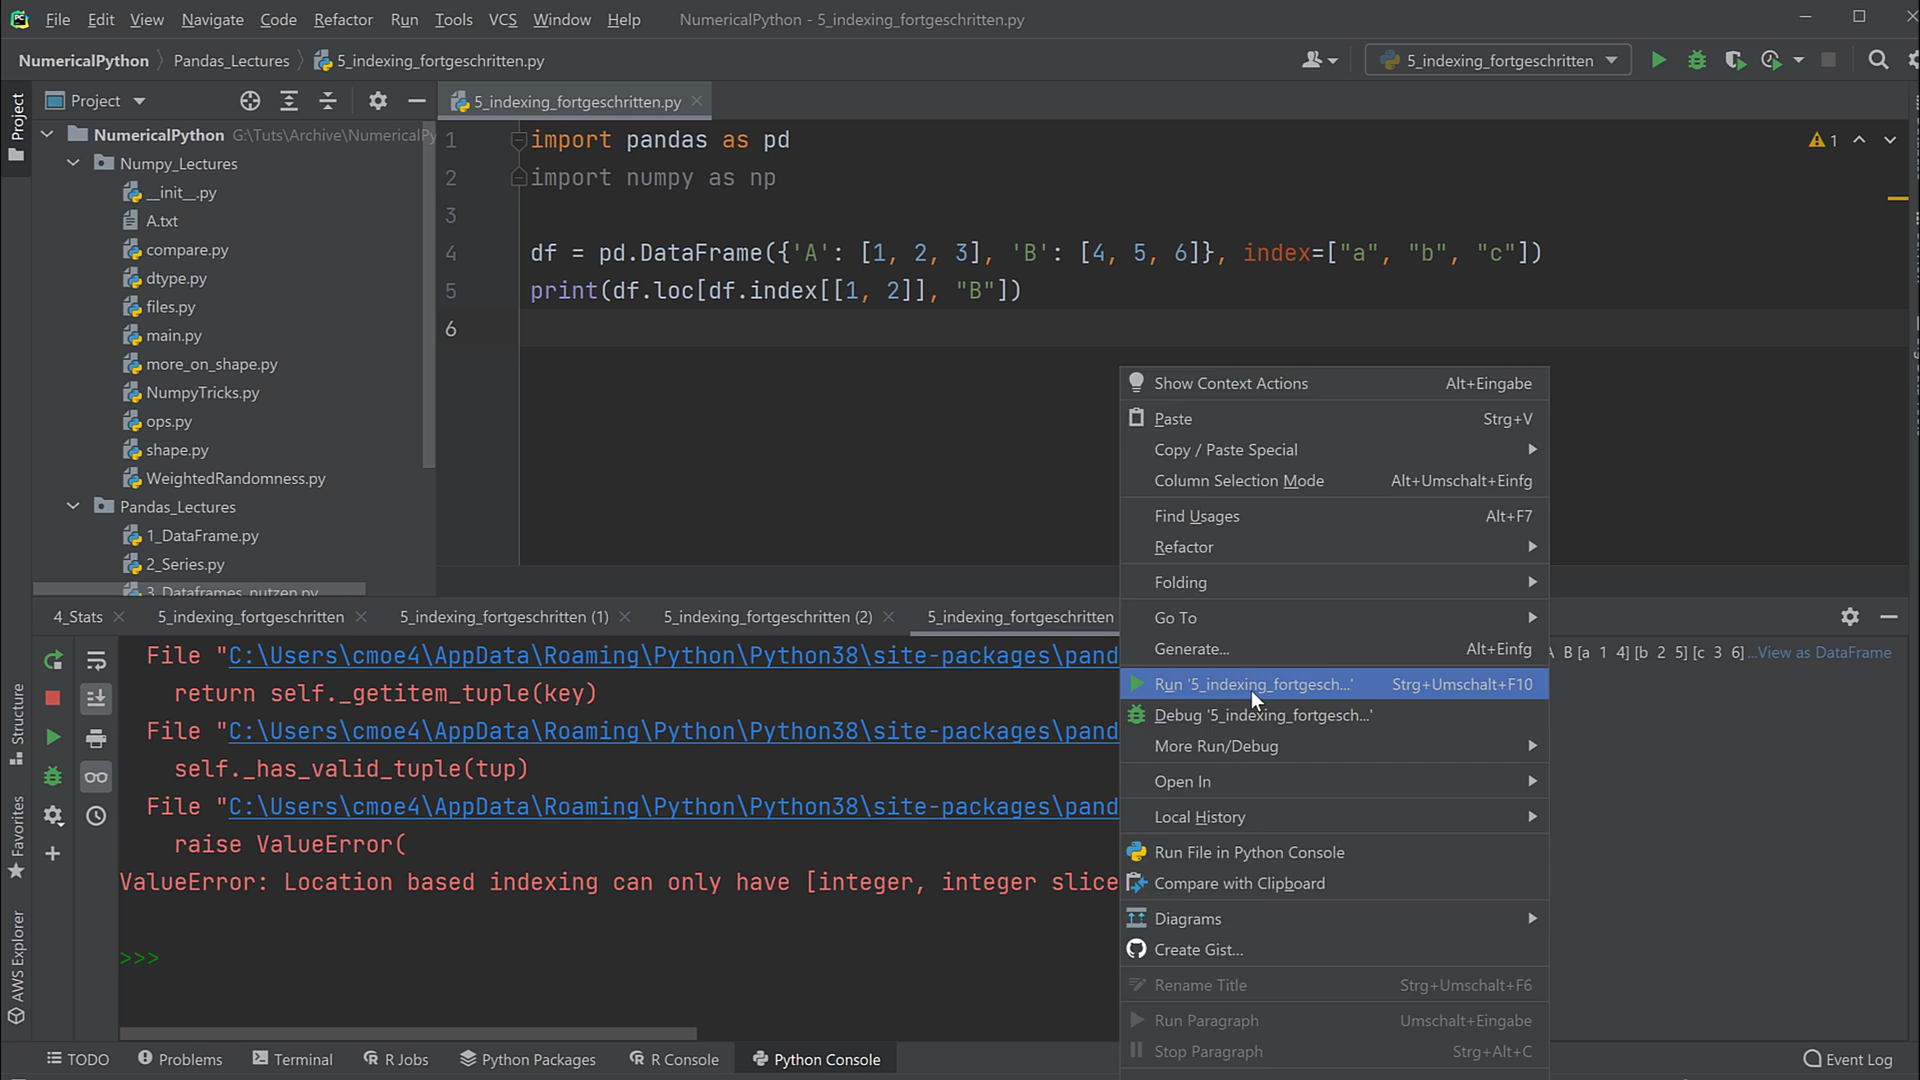 File Edit View Navigate Code Refactor Run Tools VCS Window Help NumericalPython - 5_indexing_fortgeschritten.py
NumericalPython Pandas_Lectures 5_indexing_fortgeschritten.py 5_indexing_fortgeschritten
Project
Project
5_indexing_fortgeschritten.py
NumericalPython G:\Tuts\Archive\NumericalPy
Numpy_Lectures
__init__.py
A.txt
compare.py
dtype.py
files.py
main.py
more_on_shape.py
NumpyTricks.py
ops.py
shape.py
WeightedRandomness.py
Pandas_Lectures
1_DataFrame.py
2_Series.py
3_Dataframes_nutzen.py
1 import pandas as pd
2 import numpy as np
3
4 df = pd.DataFrame({'A': [1, 2, 3], 'B': [4, 5, 6]}, index=["a", "b", "c"])
5 print(df.loc[df.index[[1, 2]], "B"])
6
1
Show Context Actions Alt+Eingabe
Paste Strg+V
Copy / Paste Special
Column Selection Mode Alt+Umschalt+Einfg
Find Usages Alt+F7
Refactor
Folding
Go To
Generate... Alt+Einfg
Run '5_indexing_fortgesch...' Strg+Umschalt+F10
Debug '5_indexing_fortgesch...'
More Run/Debug
Open In
Local History
Run File in Python Console
Compare with Clipboard
Diagrams
Create Gist...
Rename Title Strg+Umschalt+F6
Run Paragraph Umschalt+Eingabe
Stop Paragraph Strg+Alt+C
4_Stats 5_indexing_fortgeschritten 5_indexing_fortgeschritten (1) 5_indexing_fortgeschritten (2) 5_indexing_fortgeschritten
File "C:\Users\cmoe4\AppData\Roaming\Python\Python38\site-packages\pand
return self._getitem_tuple(key)
File "C:\Users\cmoe4\AppData\Roaming\Python\Python38\site-packages\pand
self._has_valid_tuple(tup)
File "C:\Users\cmoe4\AppData\Roaming\Python\Python38\site-packages\pand
raise ValueError(
ValueError: Location based indexing can only have [integer, integer slice
>>>
B [a 1 4] [b 2 5] [c 3 6] ...View as DataFrame
Structure
Favorites
AWS Explorer
TODO Problems Terminal R Jobs Python Packages R Console Python Console Event Log